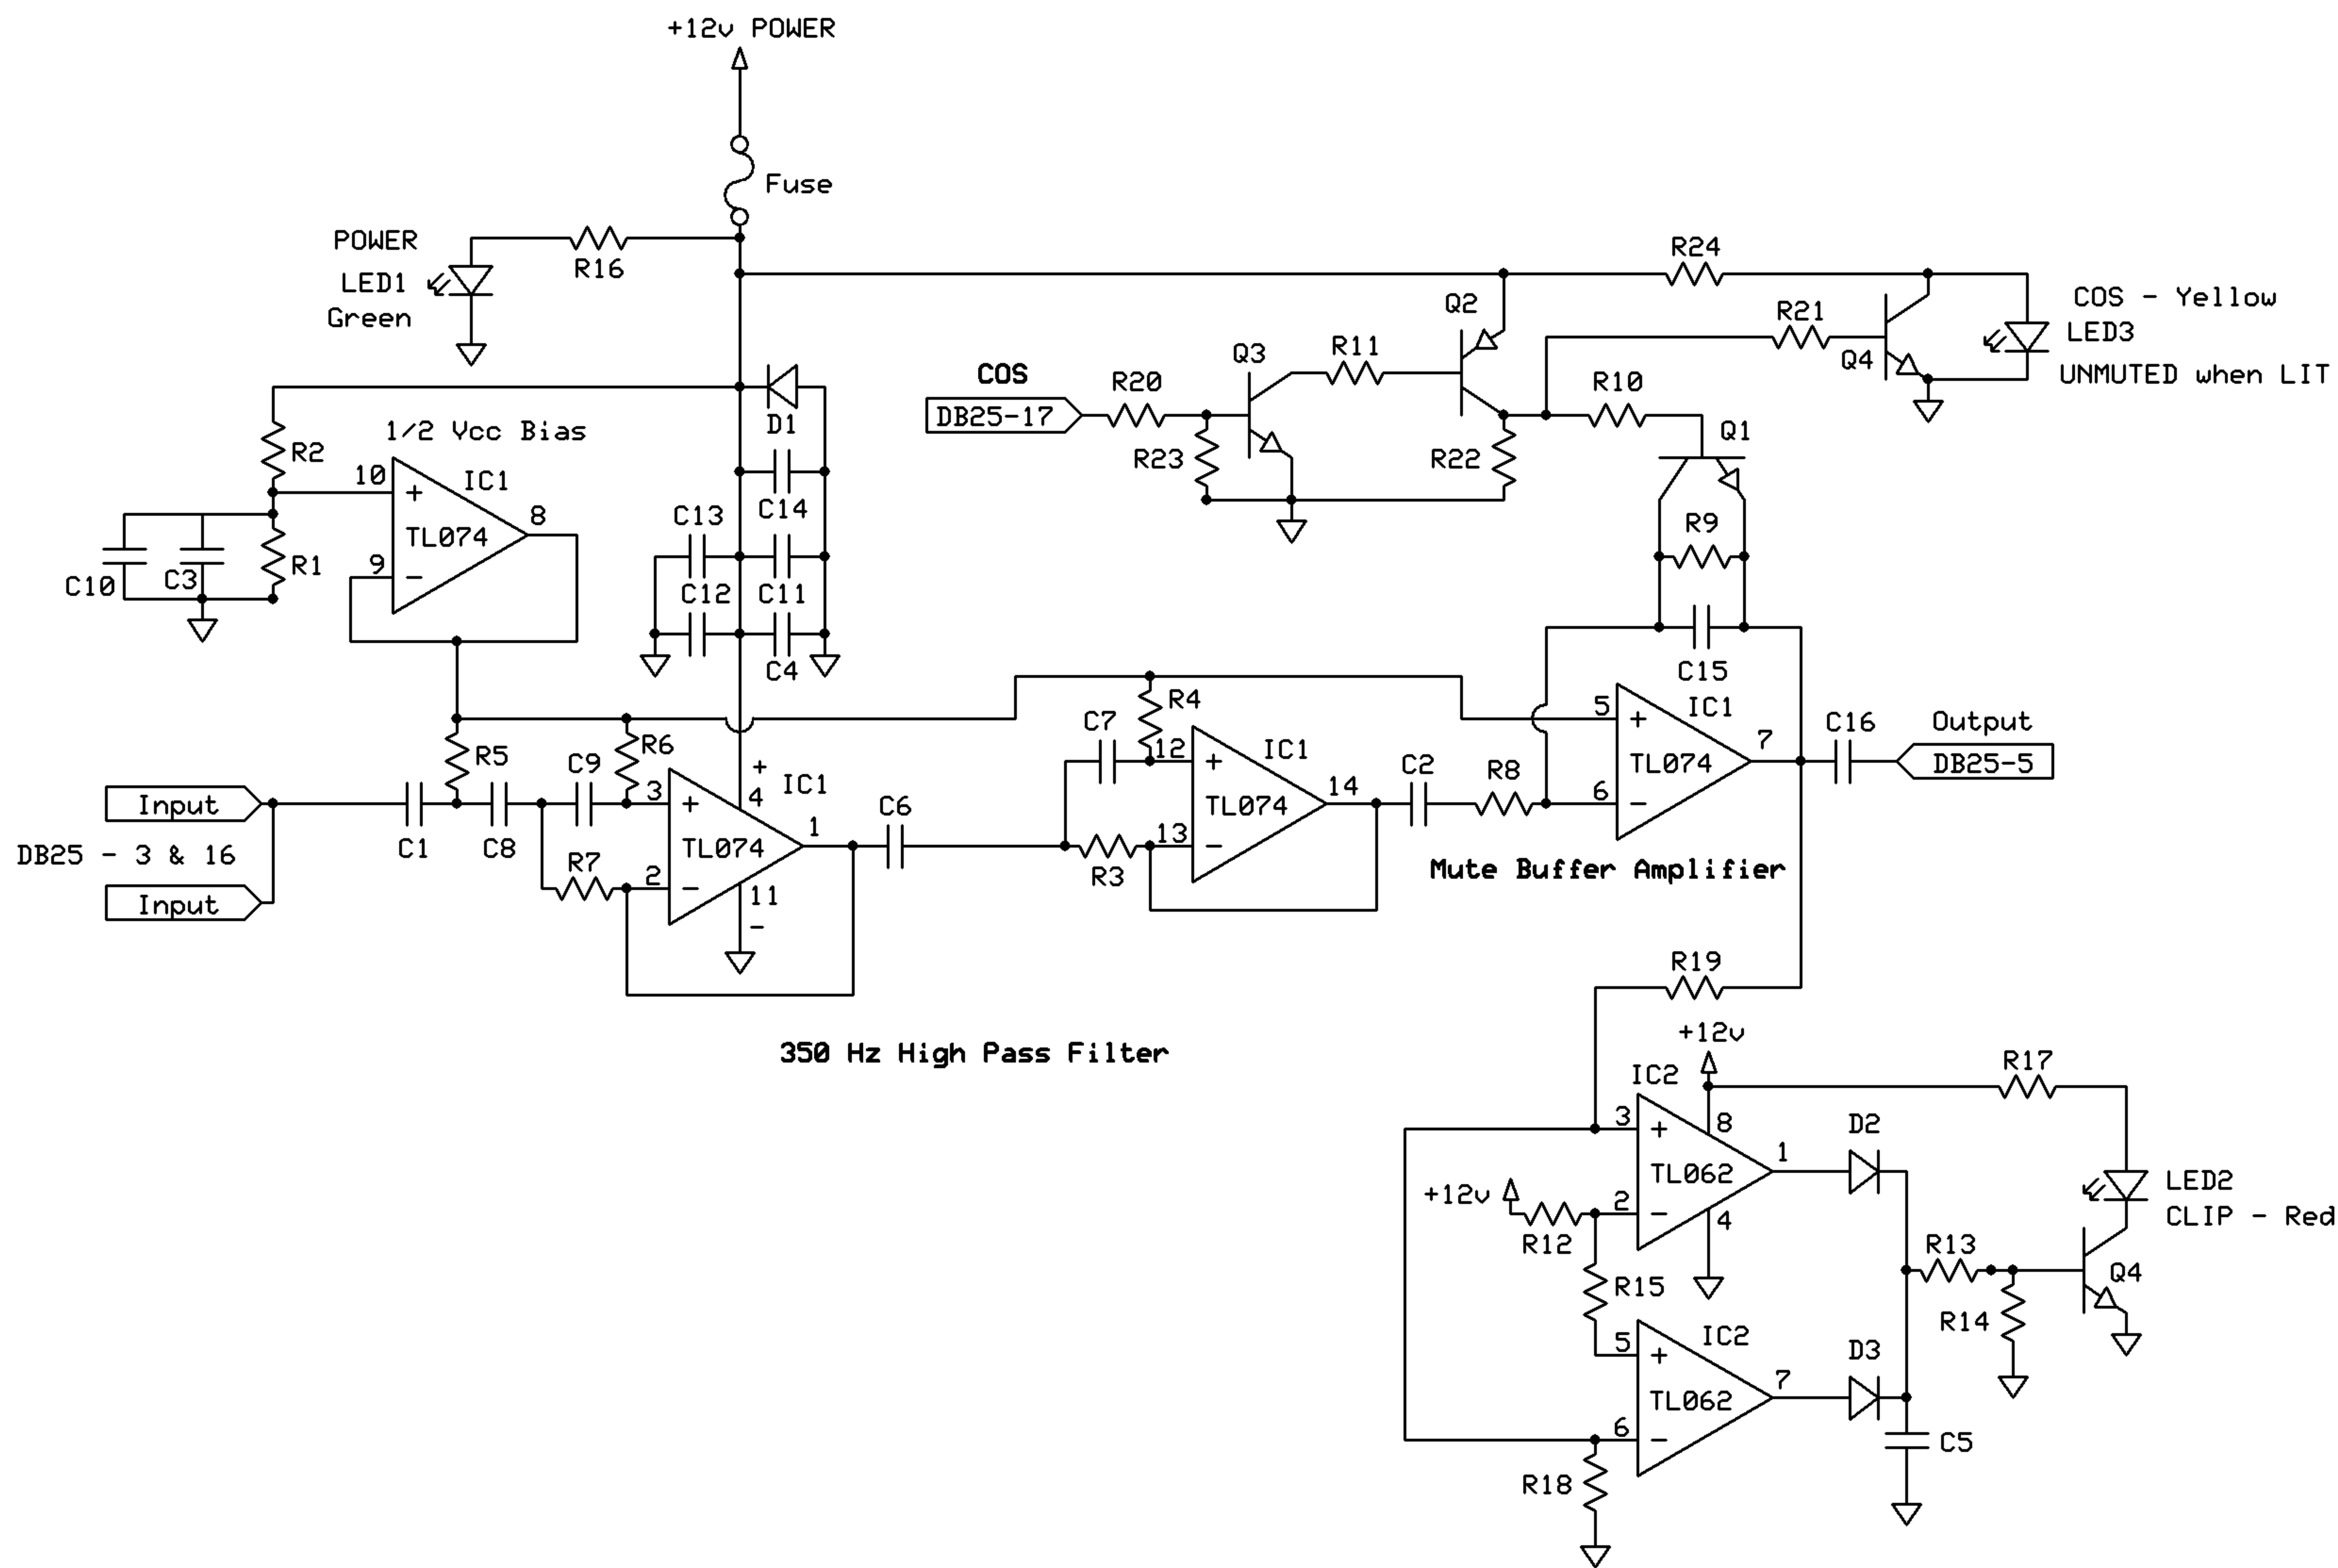 +12v POWER
Fuse
POWER
LED1
Green
R16
R24
COS - Yellow
LED3
UNMUTED when LIT
Q2
R21
Q4
Q3
R11
COS
DB25-17
R20
R10
Q1
R23
R22
R9
C15
D1
C14
C13
C12
C11
C4
1/2 Vcc Bias
R2
10
+
IC1
TL074
8
9
-
R1
C10
C3
R5
R6
C9
Input
DB25 - 3 & 16
Input
C1
C8
R7
3
+
+
4
IC1
TL074
1
2
-
11
-
C6
C7
R4
12
+
IC1
TL074
14
13
-
R3
C2
R8
5
+
IC1
TL074
7
6
-
C16
Output
DB25-5
Mute Buffer Amplifier
350 Hz High Pass Filter
R19
+12v
IC2
R17
3
+
8
TL062
1
D2
+12v
2
-
4
R12
LED2
CLIP - Red
R13
Q4
R15
R14
5
+
IC2
TL062
7
D3
6
-
C5
R18